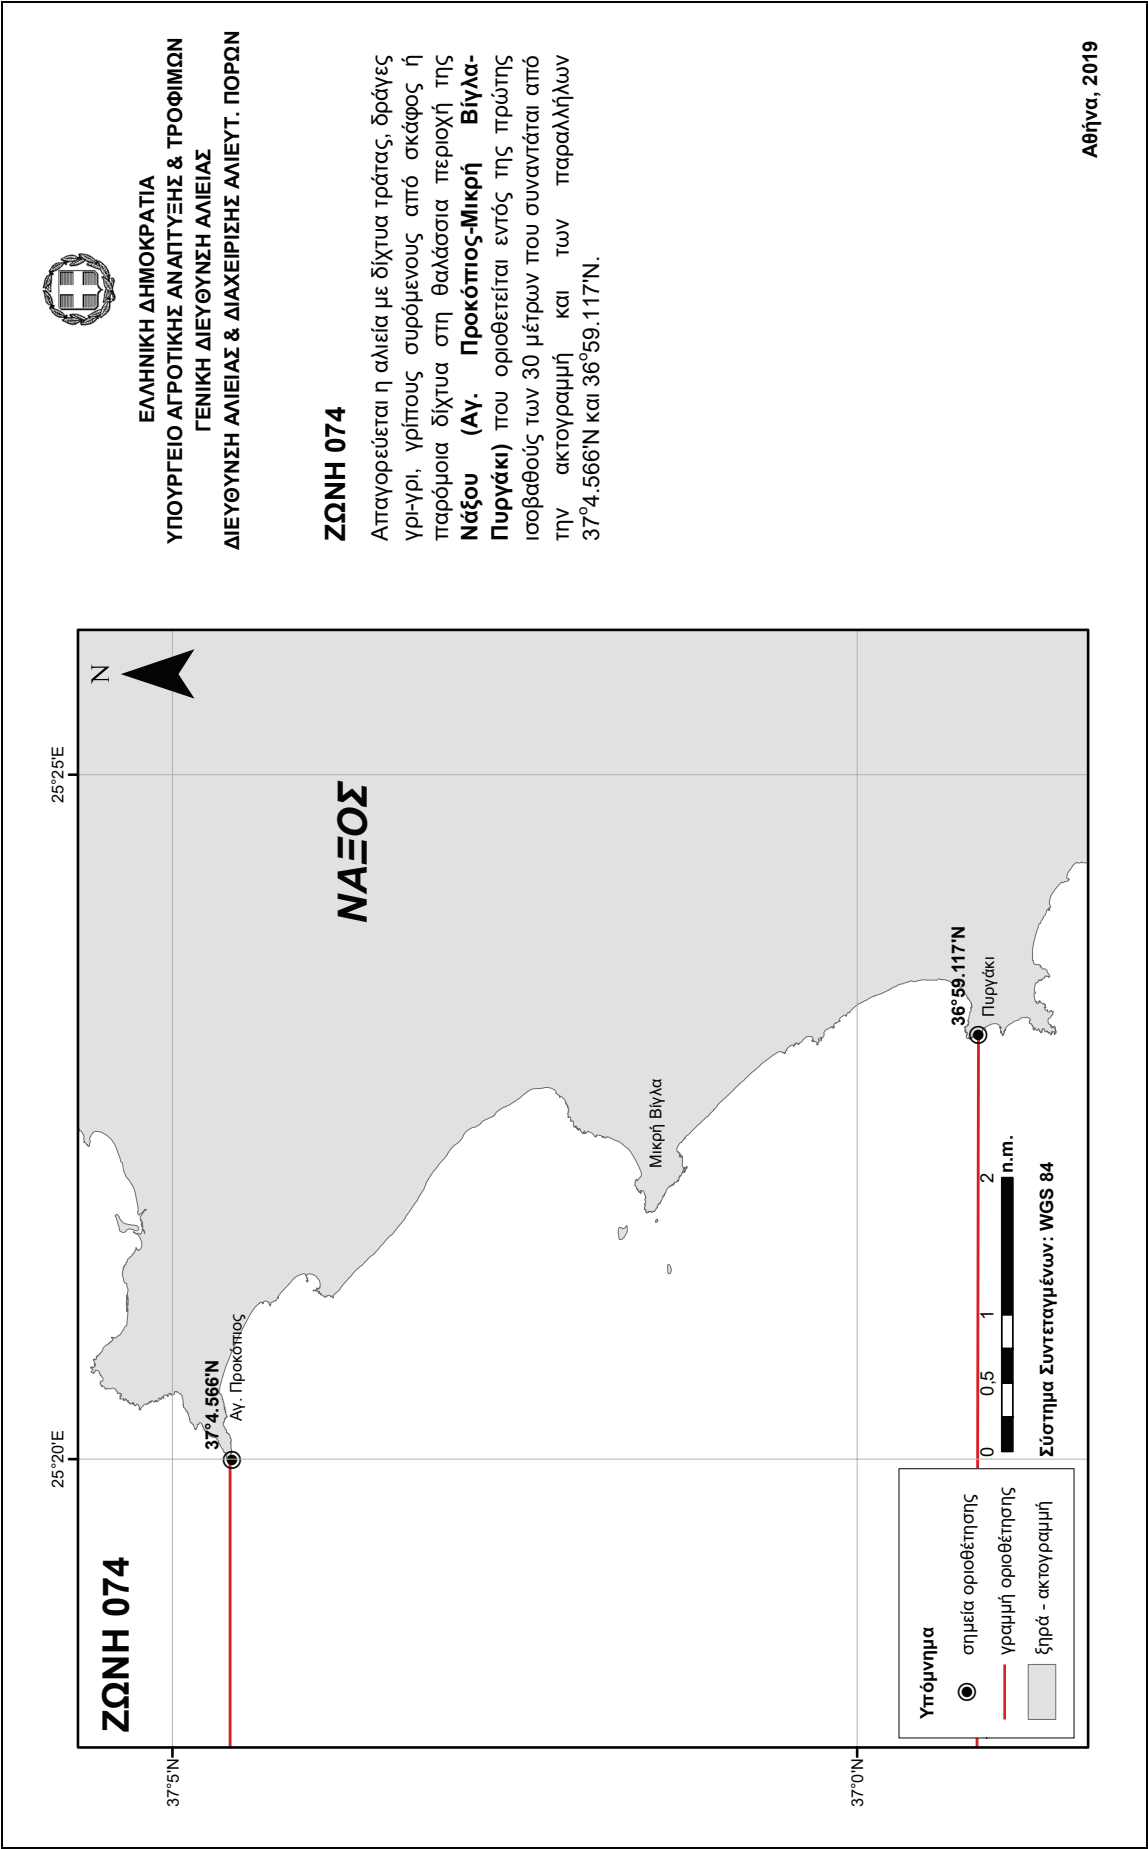 ΕΛΛΗΝΙΚΗ ΔΗΜΟΚΡΑΤΙΑ
ΥΠΟΥΡΓΕΙΟ ΑΓΡΟΤΙΚΗΣ ΑΝΑΠΤΥΞΗΣ & ΤΡΟΦΙΜΩΝ
ΓΕΝΙΚΗ ΔΙΕΥΘΥΝΣΗ ΑΛΙΕΙΑΣ
ΔΙΕΥΘΥΝΣΗ ΑΛΙΕΙΑΣ & ΔΙΑΧΕΙΡΙΣΗΣ ΑΛΙΕΥΤ. ΠΟΡΩΝ
ΖΩΝΗ 074
Απαγορεύεται η αλιεία με δίχτυα τράτας, δράγες
γρι-γρι, γρίπους συρόμενους από σκάφος ή
παρόμοια δίχτυα στη θαλάσσια περιοχή της
Νάξου (Αγ. Προκόπιος-Μικρή Βίγλα-
Πυργάκι) που οριοθετείται εντός της πρώτης
ισοβαθούς των 30 μέτρων που συναντάται από
την ακτογραμμή και των παραλλήλων
37°4.566'N και 36°59.117'N.
Αθήνα, 2019
ΖΩΝΗ 074
25°20'E
25°25'E
N
37°5'N
37°0'N
37°4.566'N
Αγ. Προκόπιος
ΝΑΞΟΣ
Μικρή Βίγλα
36°59.117'N
Πυργάκι
Υπόμνημα
σημεία οριοθέτησης
γραμμή οριοθέτησης
ξηρά - ακτογραμμή
0 0,5 1 2
n.m.
Σύστημα Συντεταγμένων: WGS 84